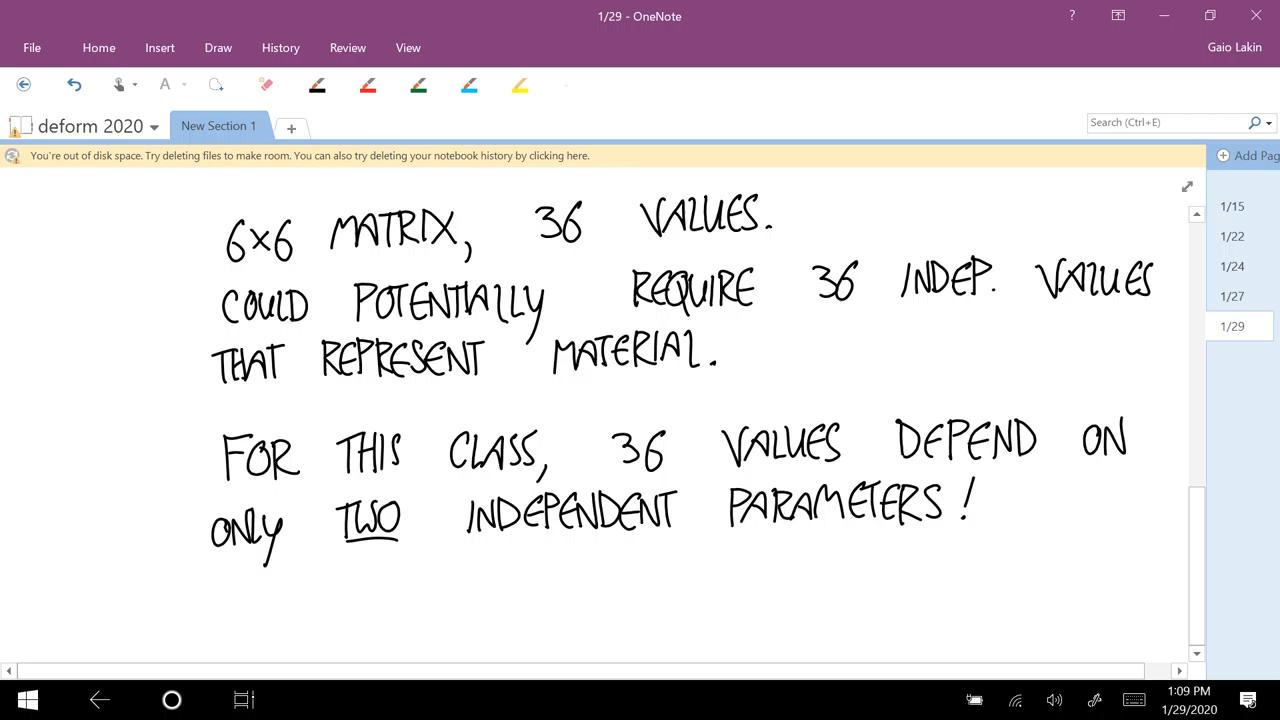 1/29 - OneNote
?
File Home Insert Draw History Review View
Gaio Lakin
A
deform 2020
New Section 1
+
Search (Ctrl+E)
You're out of disk space. Try deleting files to make room. You can also try deleting your notebook history by clicking here.
Add Pag
1/15
1/22
1/24
1/27
1/29
6×6 MATRIX, 36 VALUES.
COULD POTENTIALLY REQUIRE 36 INDEP. VALUES
THAT REPRESENT MATERIAL.
FOR THIS CLASS, 36 VALUES DEPEND ON
ONLY TWO INDEPENDENT PARAMETERS!
1:09 PM
1/29/2020